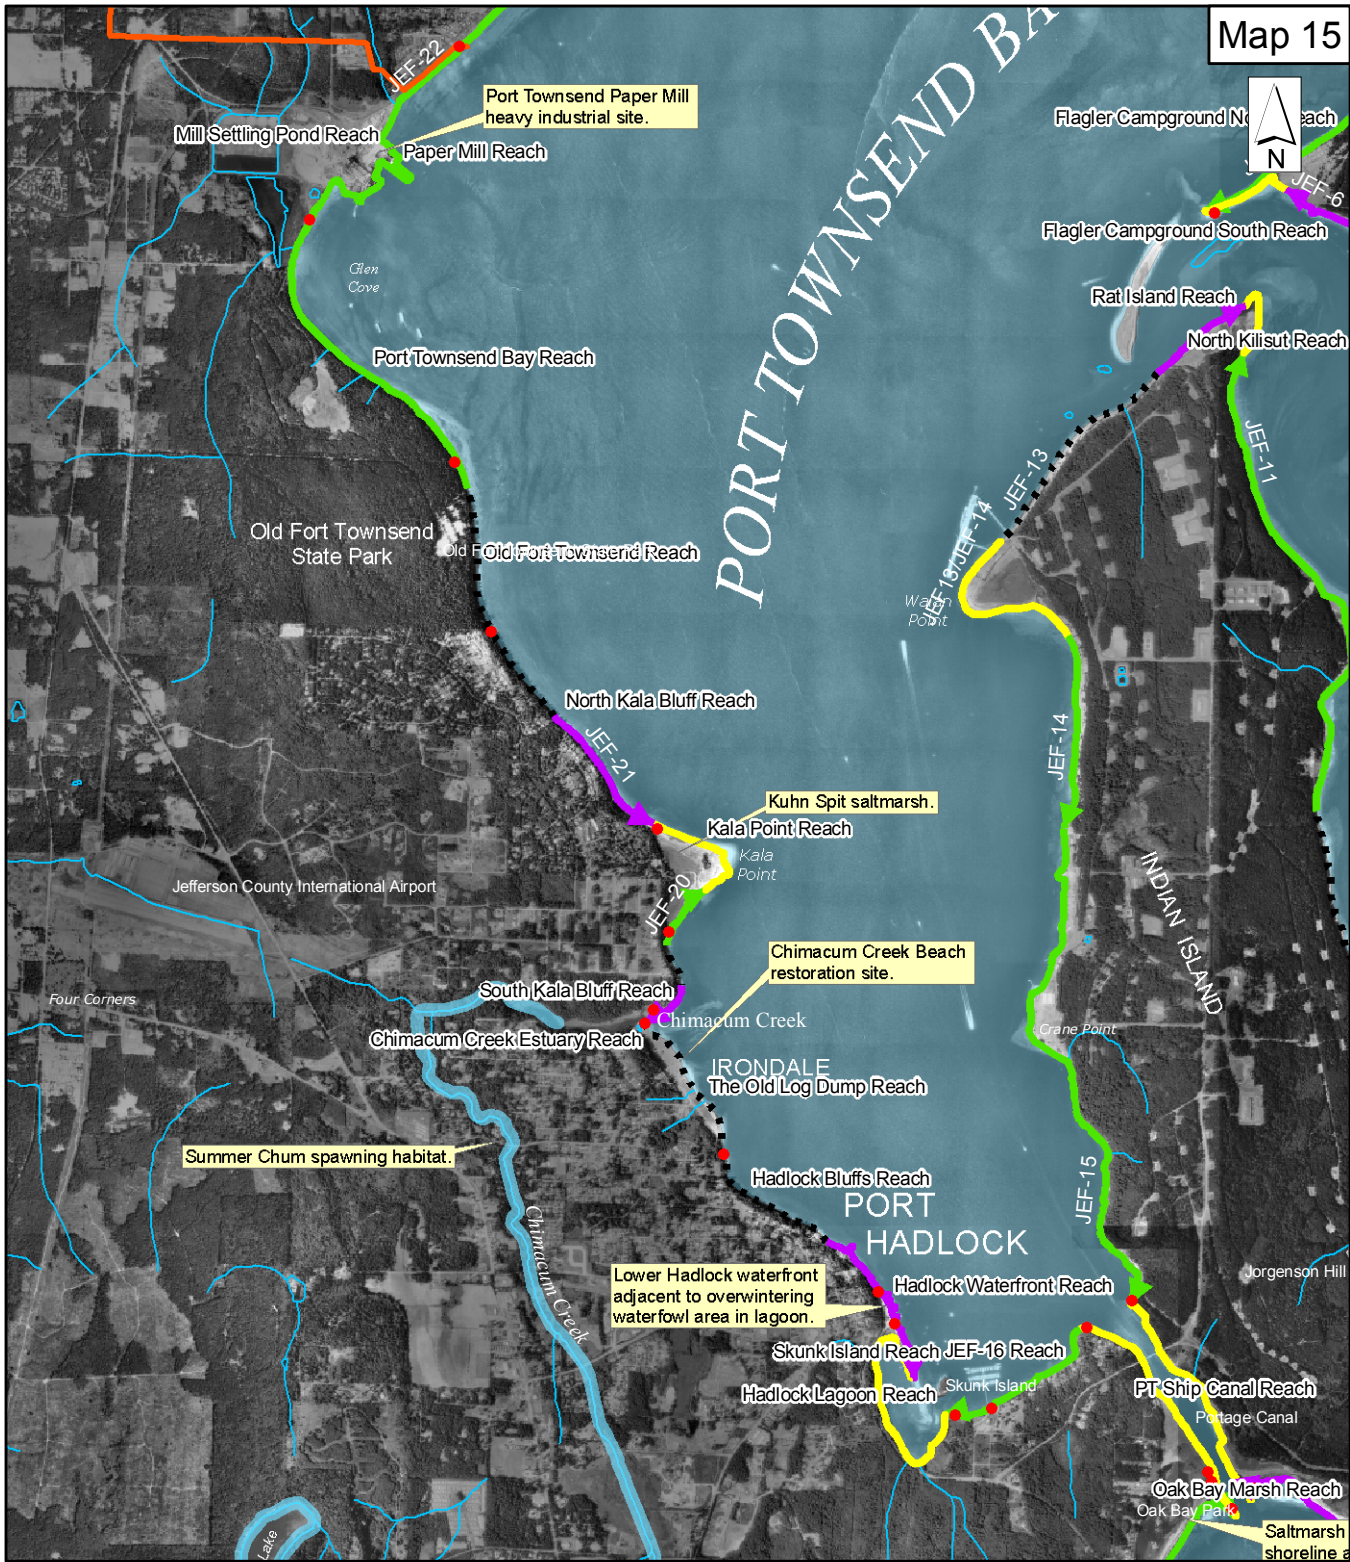 Map 15
N
JEF-22
PORT TOWNSEND BA
Port Townsend Paper Mill
heavy industrial site.
Mill Settling Pond Reach
Paper Mill Reach
JEF-6
Flagler Campground South Reach
Glen
Cove
Rat Island Reach
North Kilisut Reach
Port Townsend Bay Reach
JEF-11
JEF-13
Old Fort Townsend
State Park
Old Fort Townsend Reach
JEF13/JEF-14
Point
North Kala Bluff Reach
JEF-21
JEF-14
Kuhn Spit saltmarsh.
Kala Point Reach
Kala
Point
Jefferson County International Airport
JEF-20
INDIAN ISLAND
Chimacum Creek Beach
restoration site.
South Kala Bluff Reach
Four Corners
Chimacum Creek
Crane Point
Chimacum Creek Estuary Reach
IRONDALE
The Old Log Dump Reach
Summer Chum spawning habitat.
JEF-15
Hadlock Bluffs Reach
PORT
HADLOCK
Chimacum Creek
Lower Hadlock waterfront
adjacent to overwintering
waterfowl area in lagoon.
Hadlock Waterfront Reach
Jorgenson Hill
Skunk Island Reach
JEF-16 Reach
Skunk Island
Hadlock Lagoon Reach
PT Ship Canal Reach
Portage Canal
Oak Bay Marsh Reach
Oak Bay Park
Saltmarsh
shoreline a
Lake